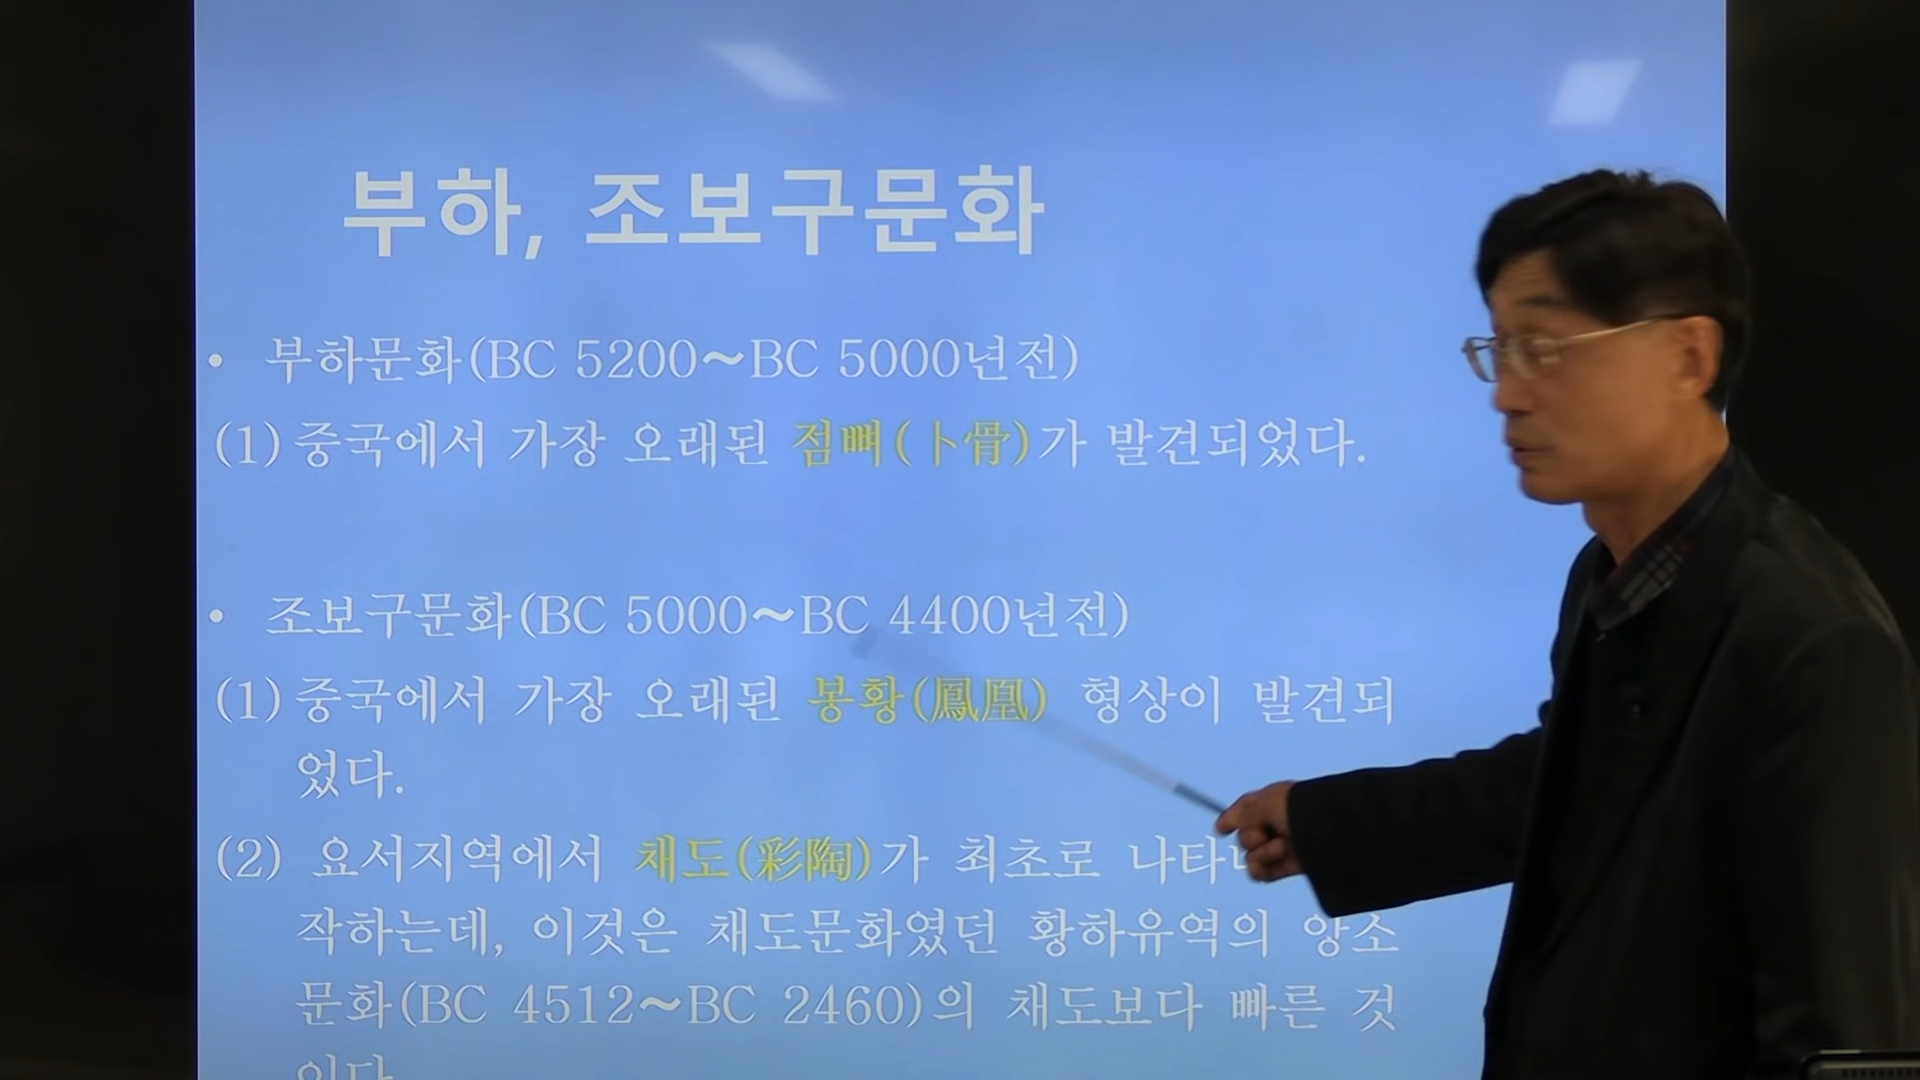 부하, 조보구문화
• 부하문화(BC 5200~BC 5000년전)
(1) 중국에서 가장 오래된 점뼈(卜骨)가 발견되었다.
• 조보구문화(BC 5000~BC 4400년전)
(1) 중국에서 가장 오래된 봉황(鳳凰) 형상이 발견되
었다.
(2) 요서지역에서 채도(彩陶)가 최초로
작하는데, 이것은 채도문화였던 황하유역의 앙소
문화(BC 4512~BC 2460)의 채도보다 빠른 것
이다